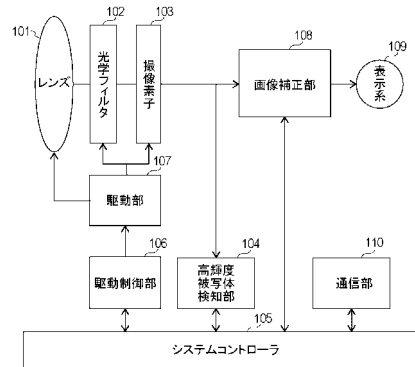 101
レンズ
102
光学フィルタ
103
撮像素子
108
画像補正部
109
表示系
107
駆動部
106
駆動制御部
104
高輝度
被写体
検知部
110
通信部
105
システムコントローラ